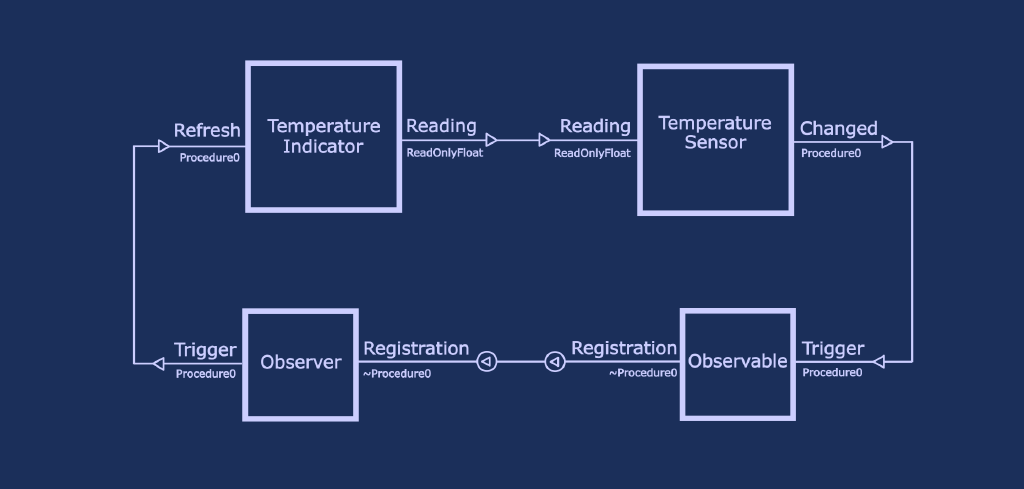 Refresh
Procedure0
Temperature
Indicator
Reading
ReadOnlyFloat
Reading
ReadOnlyFloat
Temperature
Sensor
Changed
Procedure0
Trigger
Procedure0
Observer
Registration
~Procedure0
Registration
~Procedure0
Observable
Trigger
Procedure0